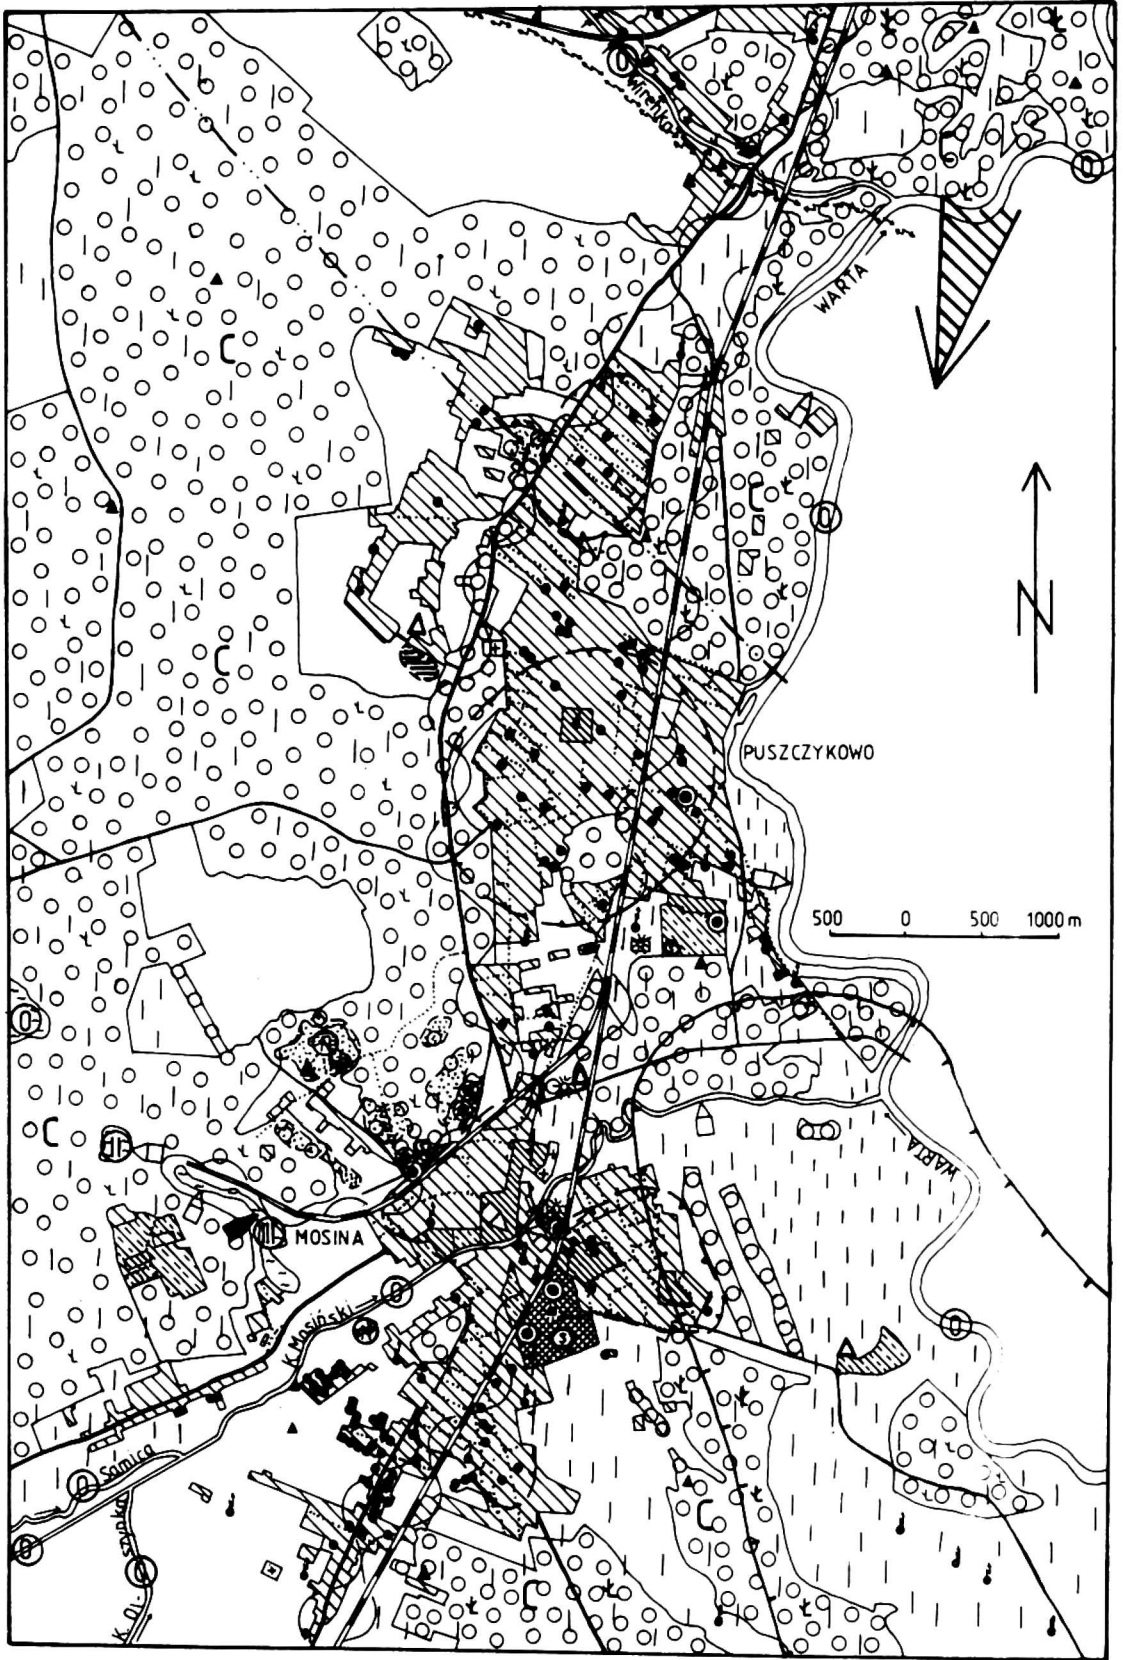 Wirenka
WARTA
N
PUSZCZYKOWO
500 0 500 1000 m
WARTA
MOSINA
K. Mosiński
Samica